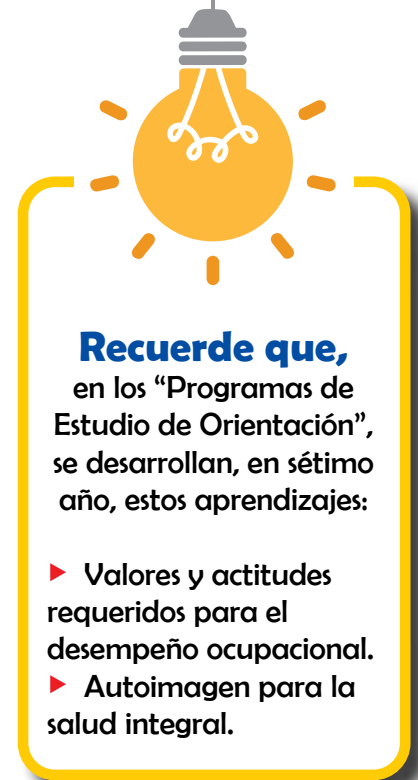 Recuerde que,
en los “Programas de
Estudio de Orientación”,
se desarrollan, en sétimo
año, estos aprendizajes:
▶ Valores y actitudes
requeridos para el
desempeño ocupacional.
▶ Autoimagen para la
salud integral.